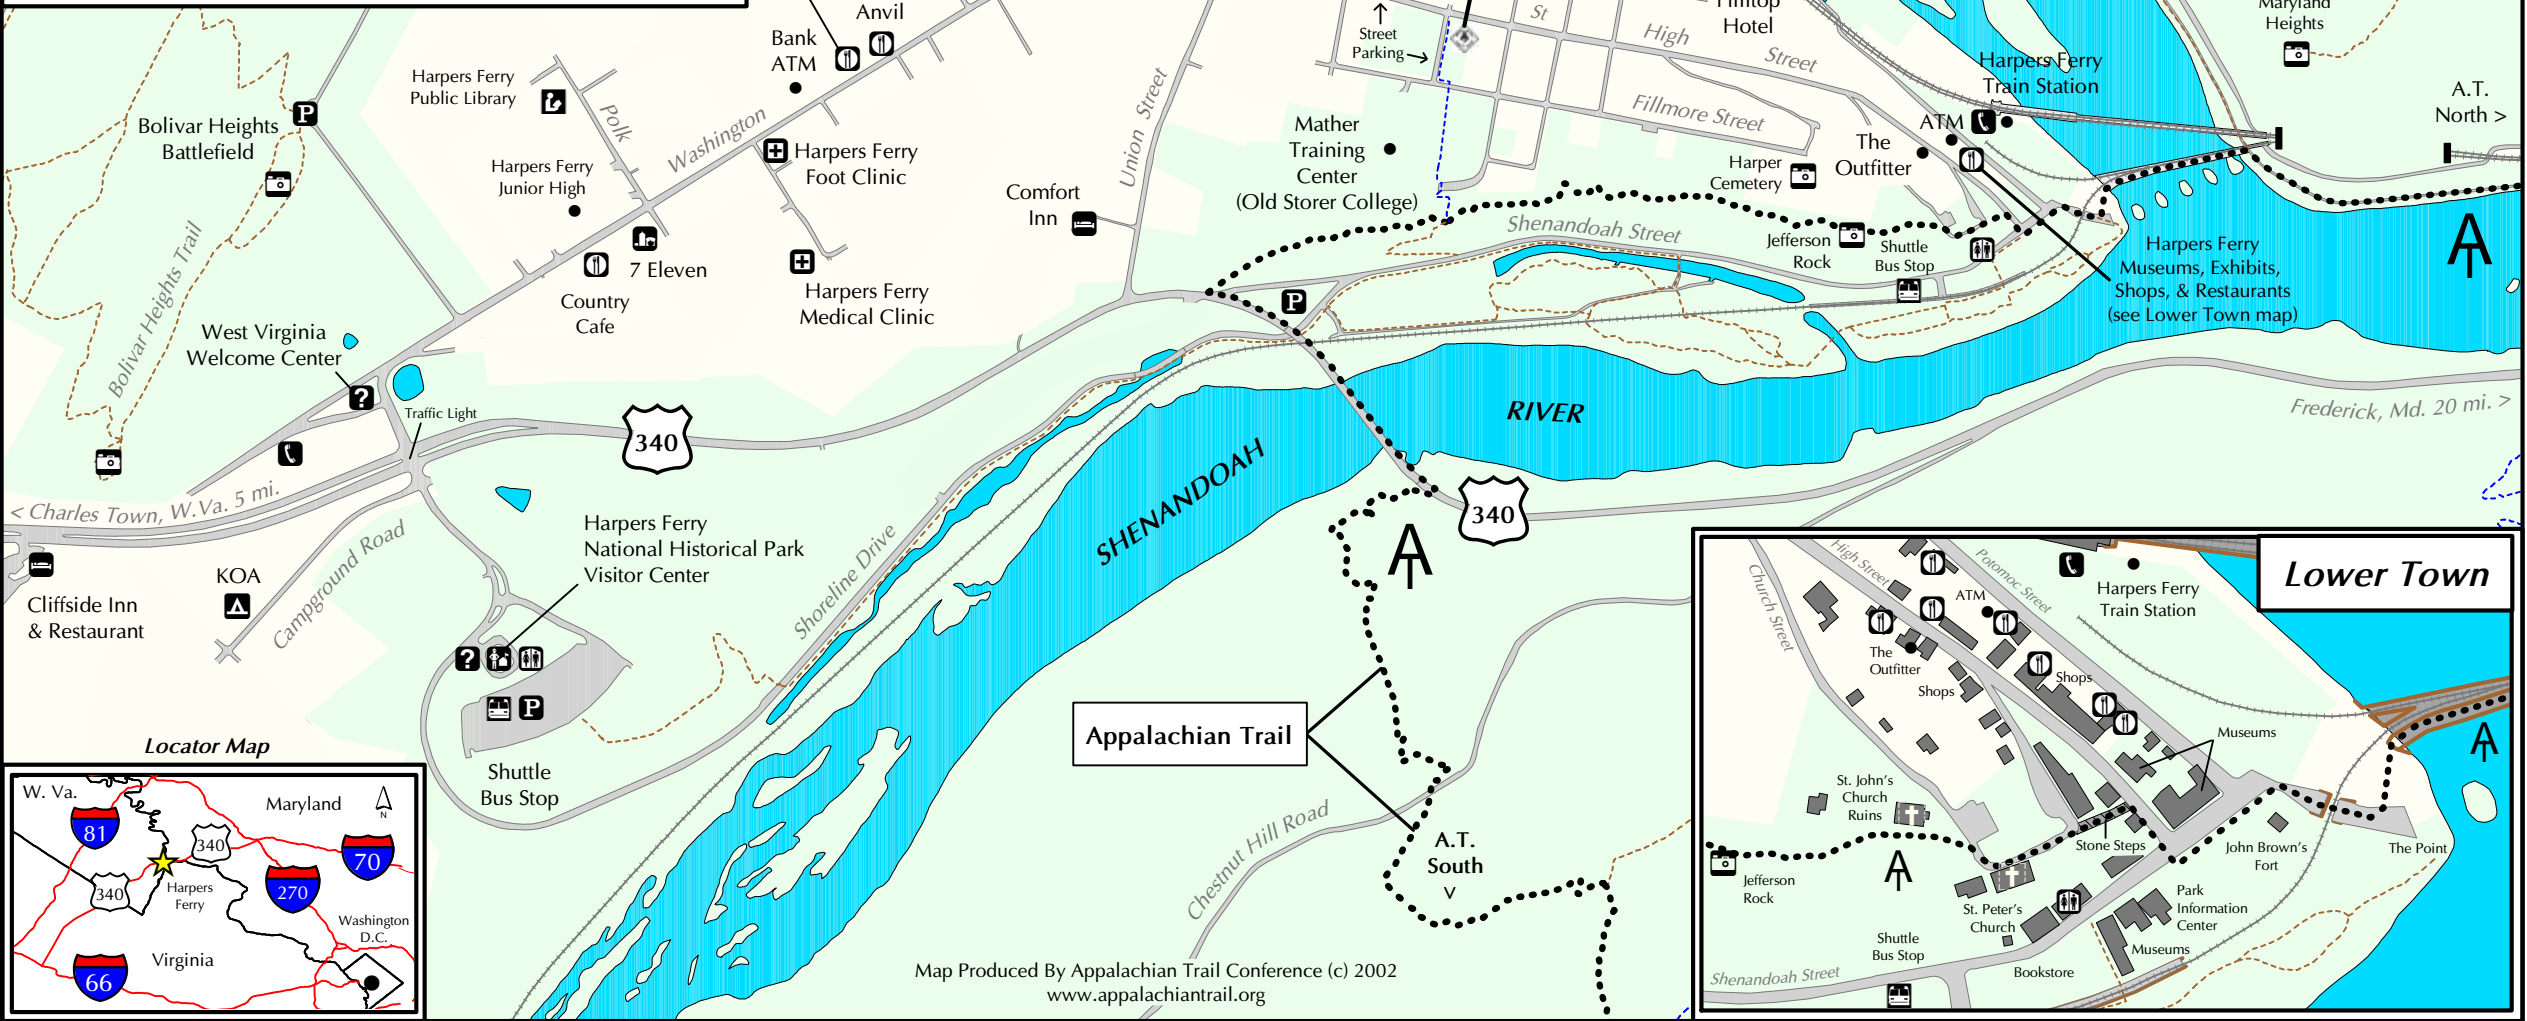 Anvil
Bank
ATM
Harpers Ferry
Public Library
Polk
Washington
Bolivar Heights
Battlefield
P
Harpers Ferry
Junior High
Harpers Ferry
Foot Clinic
Comfort
Inn
Union Street
7 Eleven
Country
Cafe
Harpers Ferry
Medical Clinic
Bolivar Heights Trail
West Virginia
Welcome Center
?
Traffic Light
340
< Charles Town, W.Va. 5 mi.
Cliffside Inn
& Restaurant
KOA
Campground Road
Harpers Ferry
National Historical Park
Visitor Center
?
P
Shuttle
Bus Stop
Shoreline Drive
Street
Parking
St
High
Street
Hilltop
Hotel
Fillmore Street
Mather
Training
Center
(Old Storer College)
Harper
Cemetery
The
Outfitter
ATM
Harpers Ferry
Train Station
Maryland
Heights
A.T.
North >
Shenandoah Street
Jefferson
Rock
Shuttle
Bus Stop
P
Harpers Ferry
Museums, Exhibits,
Shops, & Restaurants
(see Lower Town map)
SHENANDOAH
RIVER
Frederick, Md. 20 mi. >
340
Appalachian Trail
Chestnut Hill Road
A.T.
South
v
Map Produced By Appalachian Trail Conference (c) 2002
www.appalachiantrail.org
Locator Map
W. Va.
Maryland
N
81
340
70
340
270
Harpers
Ferry
Washington
D.C.
Virginia
66
Lower Town
High Street
Potomoc Street
Church Street
ATM
Harpers Ferry
Train Station
The
Outfitter
Shops
Shops
Museums
St. John's
Church
Ruins
Stone Steps
John Brown's
Fort
The Point
Jefferson
Rock
St. Peter's
Church
Park
Information
Center
Museums
Shuttle
Bus Stop
Bookstore
Shenandoah Street